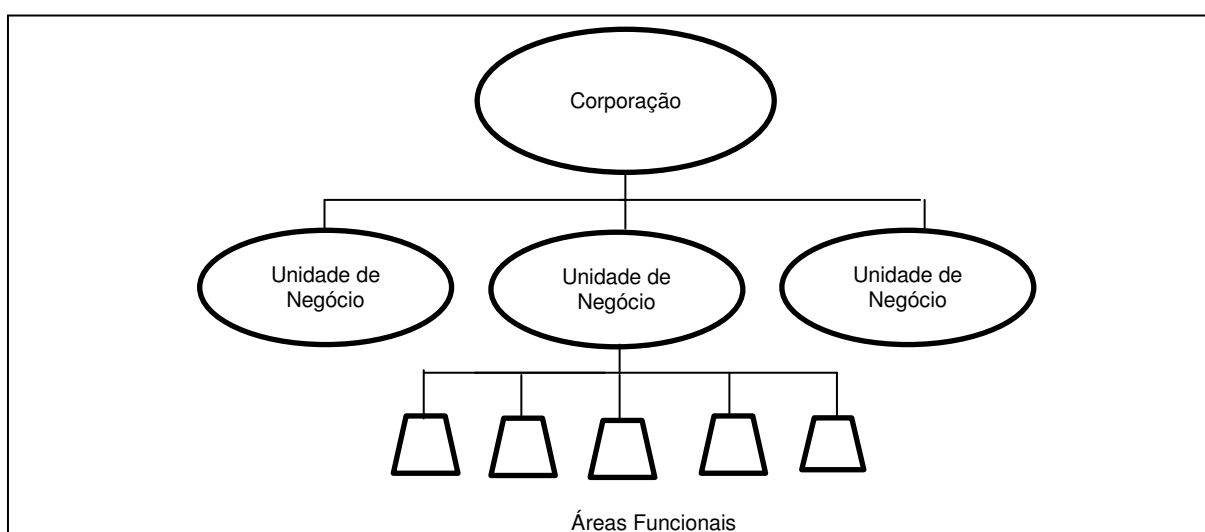 Corporação
Unidade de
Negócio
Unidade de
Negócio
Unidade de
Negócio
Áreas Funcionais